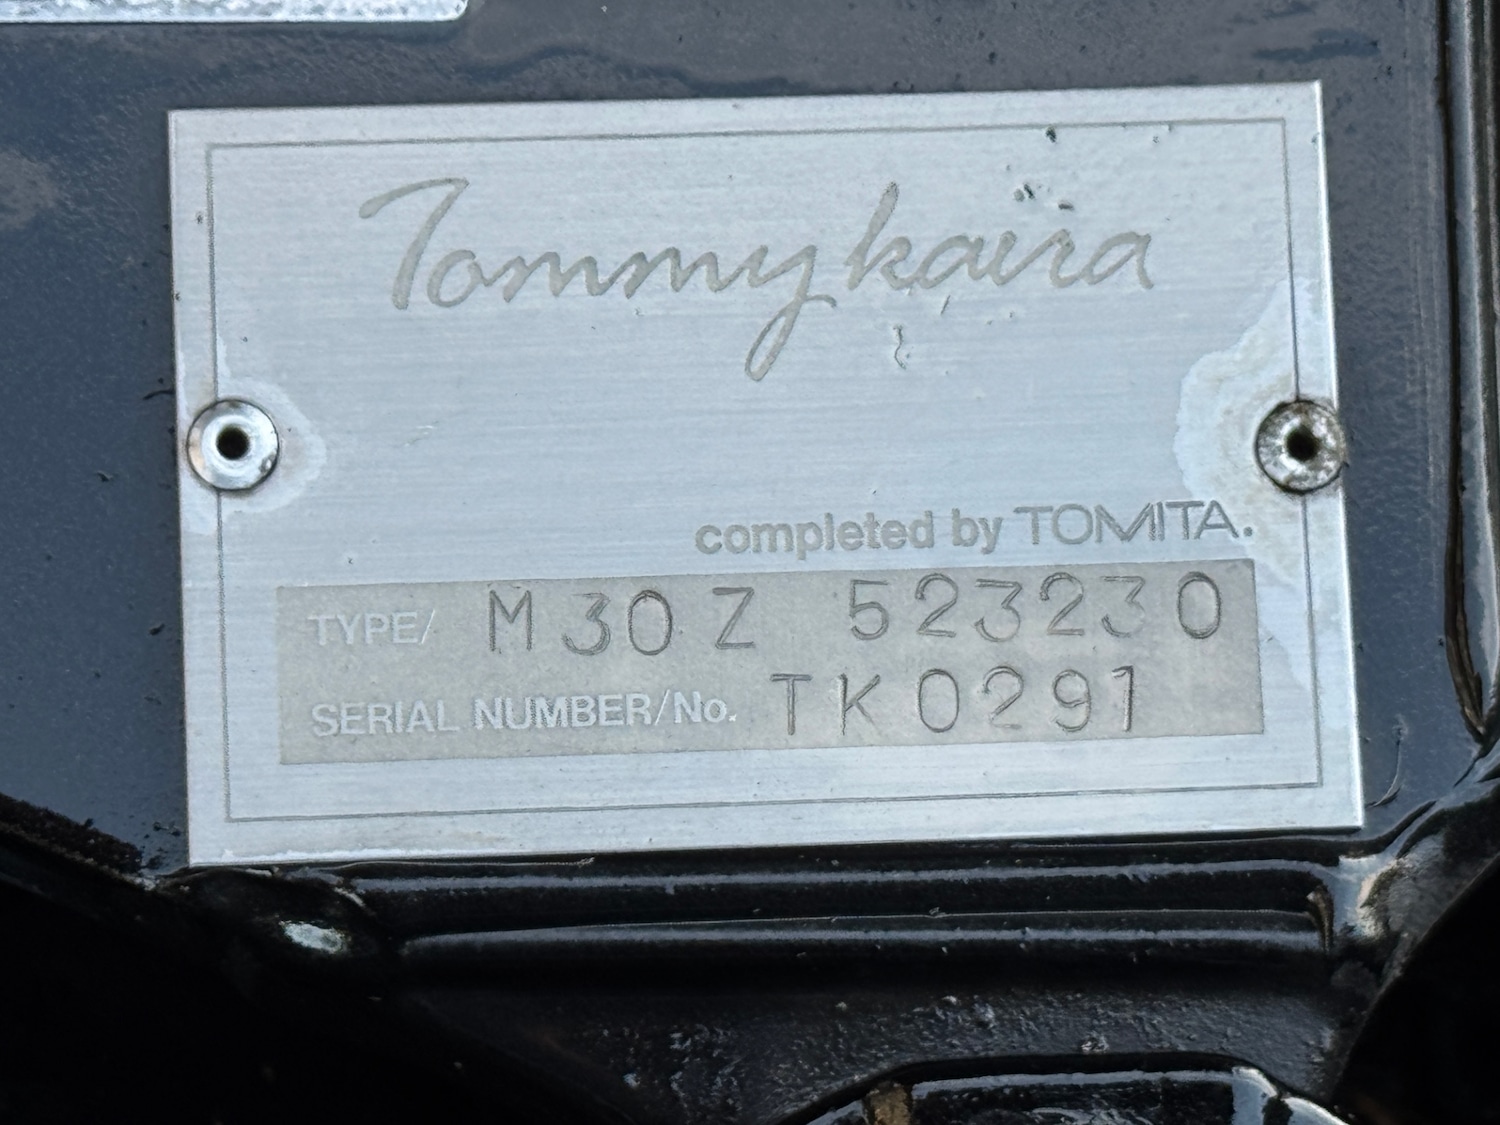 Tommykaira
completed by TOMITA.
TYPE/ M30Z 523230
SERIAL NUMBER/No. TK0291